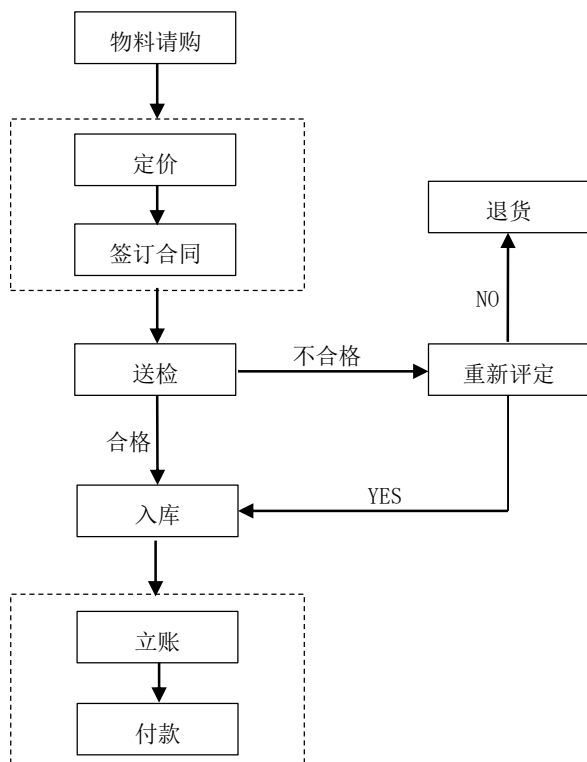 物料请购
定价
退货
签订合同
NO
不合格
送检
重新评定
合格
YES
入库
立账
付款